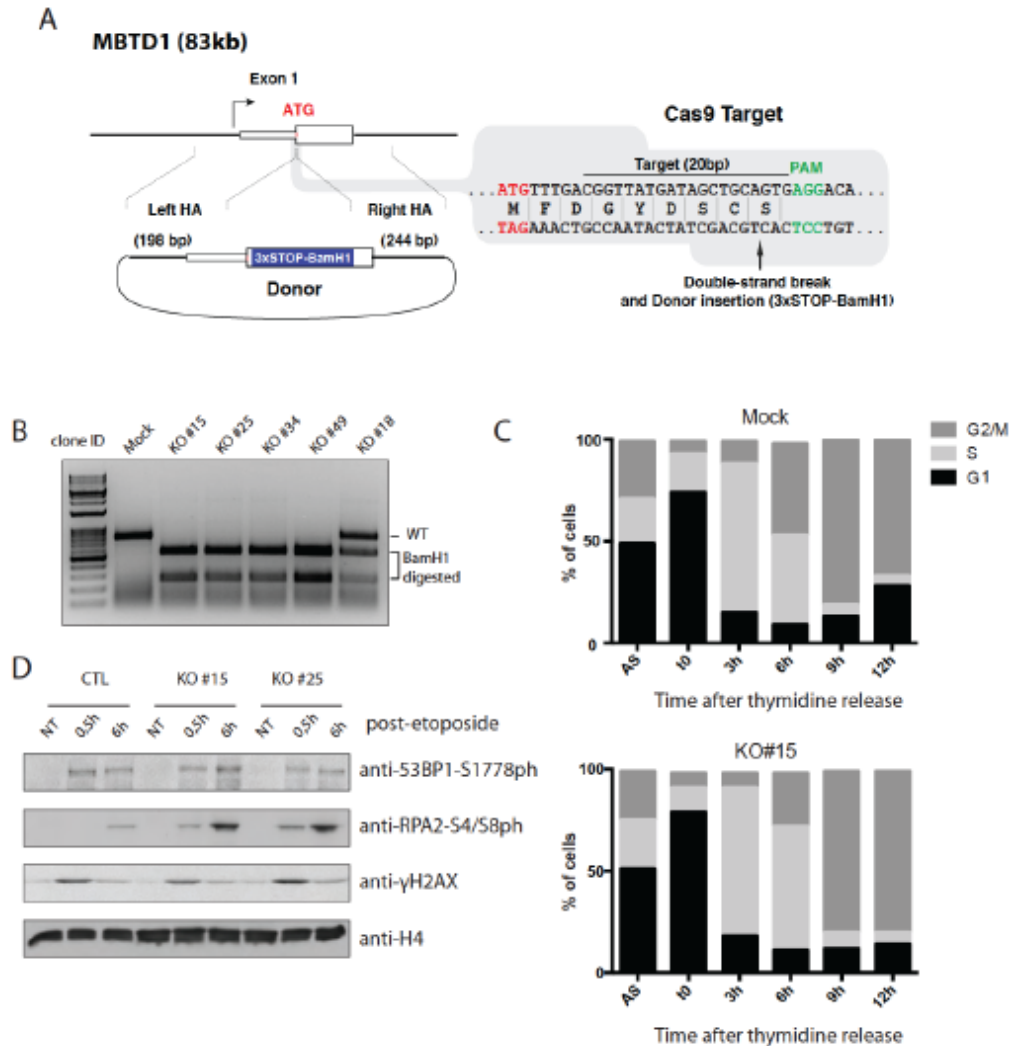 A
MBTD1 (83kb)
Exon 1
ATG
Cas9 Target
Target (20bp)
PAM
...ATGTTTGACGGTTATGATAGCTGCAGTGAGGACA...
M F D G Y D S C S
...TAGAAACTGCCAATACTATCGACGTCACTCCTGT...
Left HA
Right HA
(198 bp)
(244 bp)
3xSTOP-BamH1
Donor
Double-strand break
and Donor insertion (3xSTOP-BamH1)
B
clone ID
Mock
KO #15
KO #25
KO #34
KO #49
KD #18
WT
BamH1
digested
C
Mock
G2/M
S
G1
% of cells
100
50
0
AS
t0
3h
6h
9h
12h
Time after thymidine release
KO#15
% of cells
100
50
0
AS
t0
3h
6h
9h
12h
Time after thymidine release
D
CTL
KO #15
KO #25
NT
0,5h
6h
NT
0,5h
6h
NT
0,5h
6h
post-etoposide
anti-53BP1-S1778ph
anti-RPA2-S4/S8ph
anti-γH2AX
anti-H4